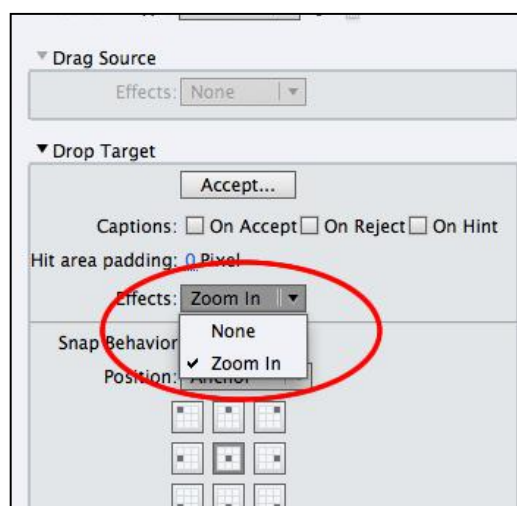 Drag Source
Effects: None
Drop Target
Accept...
Captions: On Accept On Reject On Hint
Hit area padding: 0 Pixel
Effects: Zoom In
None
Snap Behavior
Zoom In
Position: Anchor